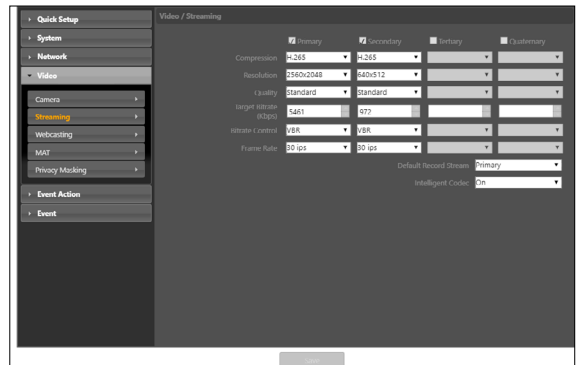 Quick Setup
Video / Streaming
System
Network
Video
Camera
Streaming
Webcasting
MAT
Privacy Masking
Event Action
Event
Primary Secondary Tertiary Quaternary
Compression H.265 H.265
Resolution 2560x2048 640x512
Quality Standard Standard
Target Bitrate (Kbps) 5461 972
Bitrate Control VBR VBR
Frame Rate 30 ips 30 ips
Default Record Stream Primary
Intelligent Codec On
Save